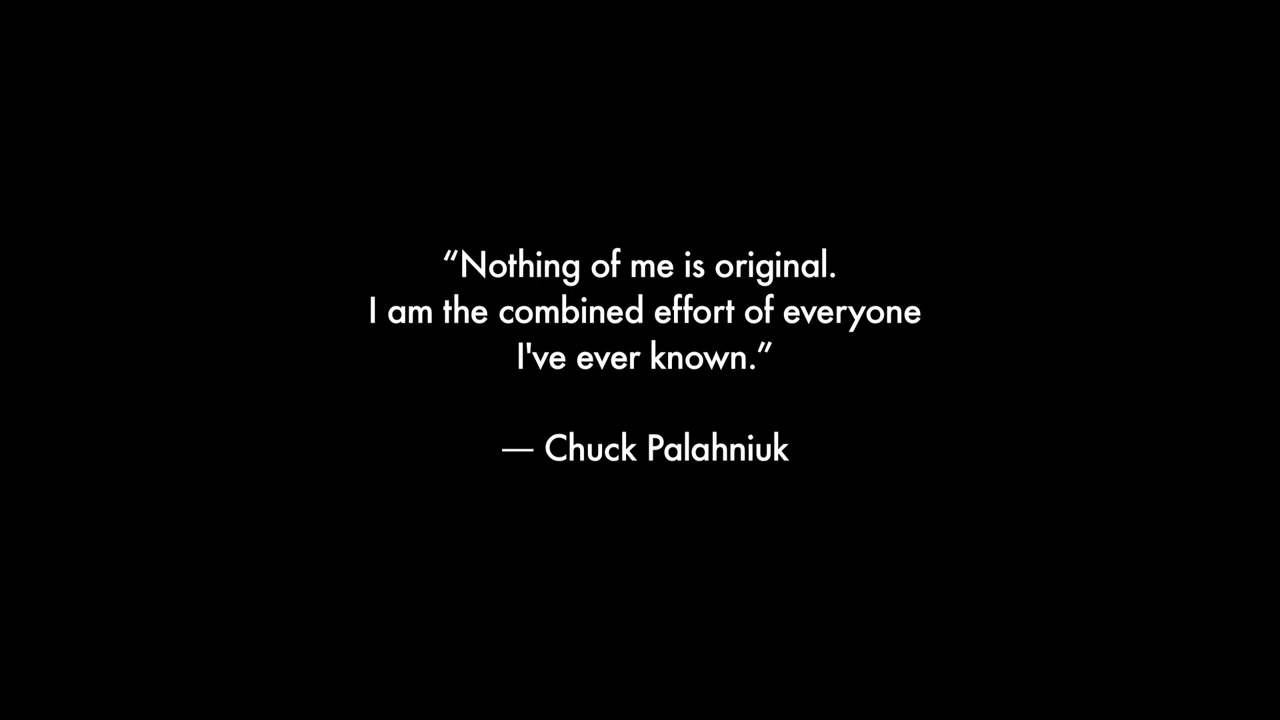 “Nothing of me is original.
I am the combined effort of everyone
I've ever known.”
— Chuck Palahniuk